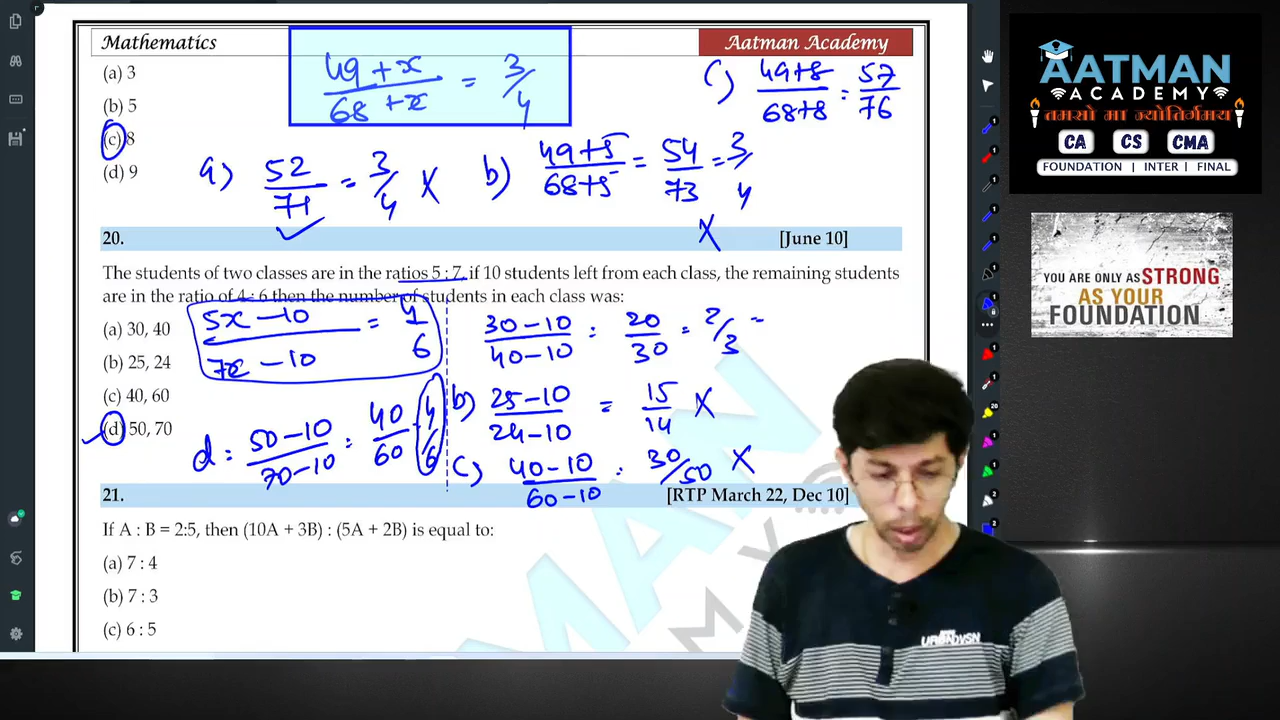 Mathematics
Aatman Academy
(a) 3
(b) 5
(c) 8
(d) 9
49 + x / 68 + x = 3/4
c) 49+8 / 68+8 = 57/76
a) 52/71 = 3/4 X
b) 49+5 / 68+5 = 54/73 = 3/4
X
20. [June 10]
The students of two classes are in the ratios 5 : 7, if 10 students left from each class, the remaining students
are in the ratio of 4 : 6 then the number of students in each class was:
(a) 30, 40
(b) 25, 24
(c) 40, 60
(d) 50, 70
5x - 10 / 7x - 10 = 4/6
30 - 10 / 40 - 10 = 20/30 = 2/3 =
b) 25 - 10 / 24 - 10 = 15/14 X
c) 40 - 10 / 60 - 10 = 30/50 X
d = 50 - 10 / 70 - 10 = 40/60 = 4/6
21. [RTP March 22, Dec 10]
If A : B = 2:5, then (10A + 3B) : (5A + 2B) is equal to:
(a) 7 : 4
(b) 7 : 3
(c) 6 : 5
AATMAN
ACADEMY
तमसो मा ज्योतिर्गमय
CA CS CMA
FOUNDATION | INTER | FINAL
YOU ARE ONLY AS STRONG
AS YOUR
FOUNDATION
URBNDVSN